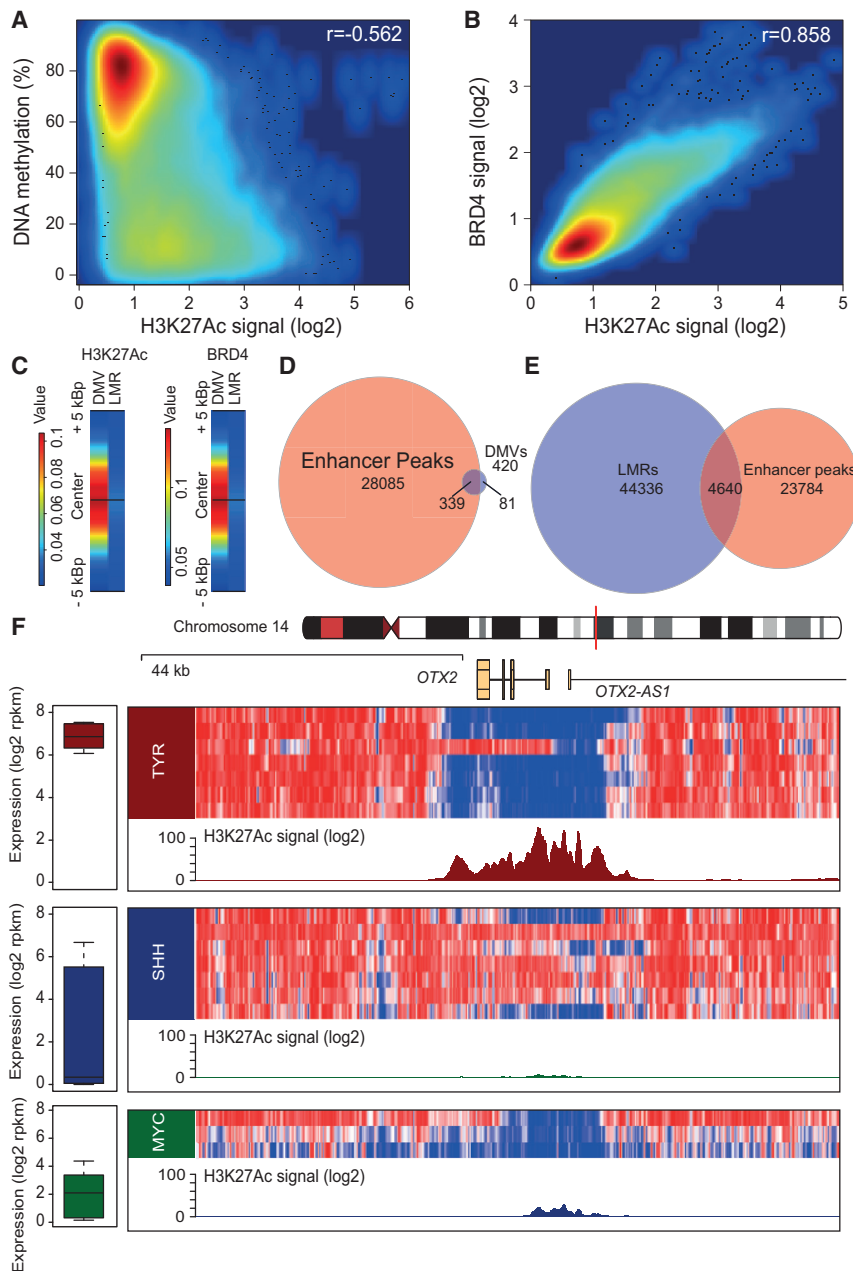 A
r=-0.562
DNA methylation (%)
80
60
40
20
0
0 1 2 3 4 5 6
H3K27Ac signal (log2)
B
r=0.858
BRD4 signal (log2)
4
3
2
1
0
0 1 2 3 4 5
H3K27Ac signal (log2)
C
H3K27Ac
DMV
LMR
Value
0.1
0.08
0.06
0.04
+ 5 kBp
Center
- 5 kBp
BRD4
DMV
LMR
Value
0.1
0.05
+ 5 kBp
Center
- 5 kBp
D
Enhancer Peaks
28085
DMVs
420
339
81
E
LMRs
44336
4640
Enhancer peaks
23784
F
Chromosome 14
44 kb
OTX2
OTX2-AS1
Expression (log2 rpkm)
8
6
4
2
0
TYR
H3K27Ac signal (log2)
100
0
Expression (log2 rpkm)
8
6
4
2
0
SHH
H3K27Ac signal (log2)
100
0
Expression (log2 rpkm)
8
6
4
2
0
MYC
H3K27Ac signal (log2)
100
0